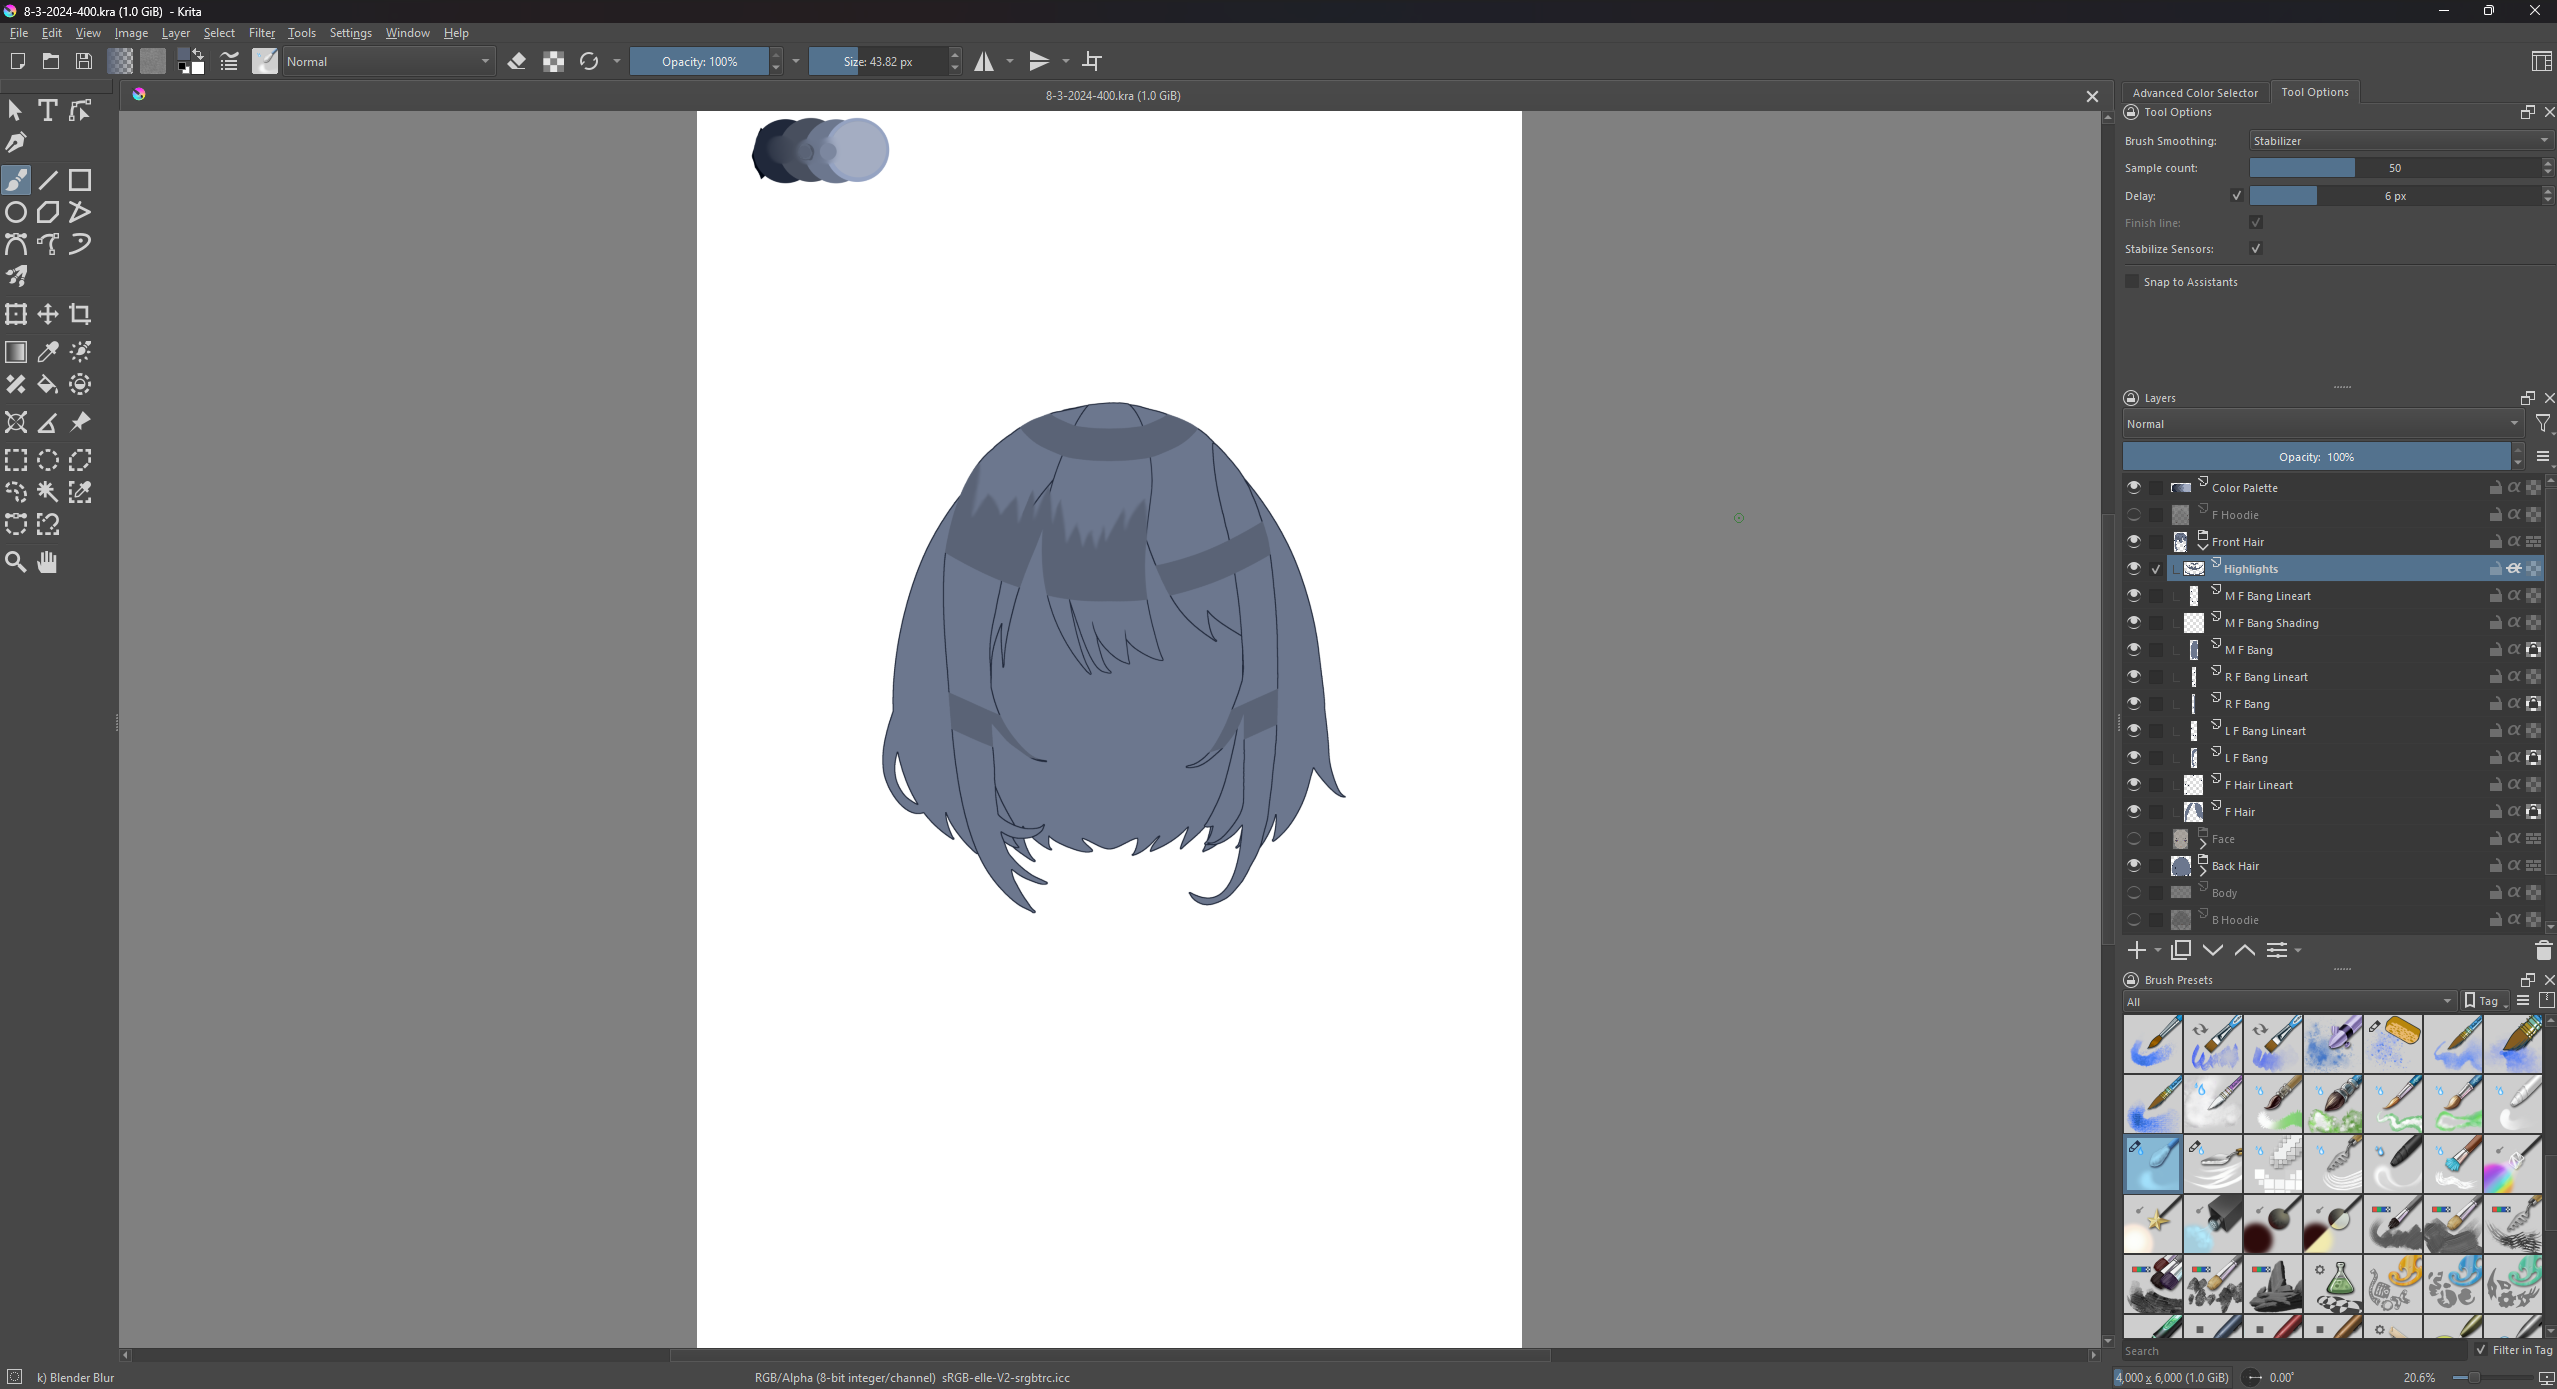 8-3-2024-400.kra (1.0 GiB) - Krita
File Edit View Image Layer Select Filter Tools Settings Window Help
Normal Opacity: 100% Size: 43.82 px
8-3-2024-400.kra (1.0 GiB)
Advanced Color Selector Tool Options
Tool Options
Brush Smoothing: Stabilizer
Sample count: 50
Delay: 6 px
Finish line:
Stabilize Sensors:
Snap to Assistants
Layers
Normal
Opacity: 100%
Color Palette
F Hoodie
Front Hair
Highlights
M F Bang Lineart
M F Bang Shading
M F Bang
R F Bang Lineart
R F Bang
L F Bang Lineart
L F Bang
F Hair Lineart
F Hair
Face
Back Hair
Body
B Hoodie
Brush Presets
All Tag
Search Filter in Tag
k) Blender Blur RGB/Alpha (8-bit integer/channel) sRGB-elle-V2-srgbtrc.icc 4,000 x 6,000 (1.0 GiB) 0.00° 20.6%